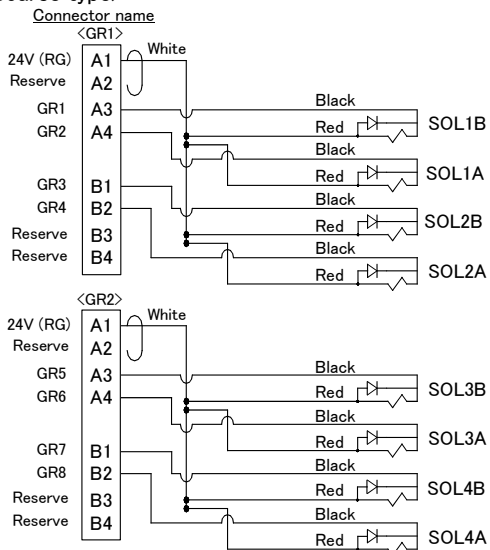 Connector name
<GR1>
White
24V (RG) A1
Reserve A2
GR1 A3 Black
Red SOL1B
GR2 A4 Black
Red SOL1A
GR3 B1 Black
Red SOL2B
GR4 B2 Black
Reserve B3
Reserve B4 Red SOL2A
<GR2>
White
24V (RG) A1
Reserve A2
GR5 A3 Black
Red SOL3B
GR6 A4 Black
Red SOL3A
GR7 B1 Black
Red SOL4B
GR8 B2 Black
Reserve B3
Reserve B4 Red SOL4A